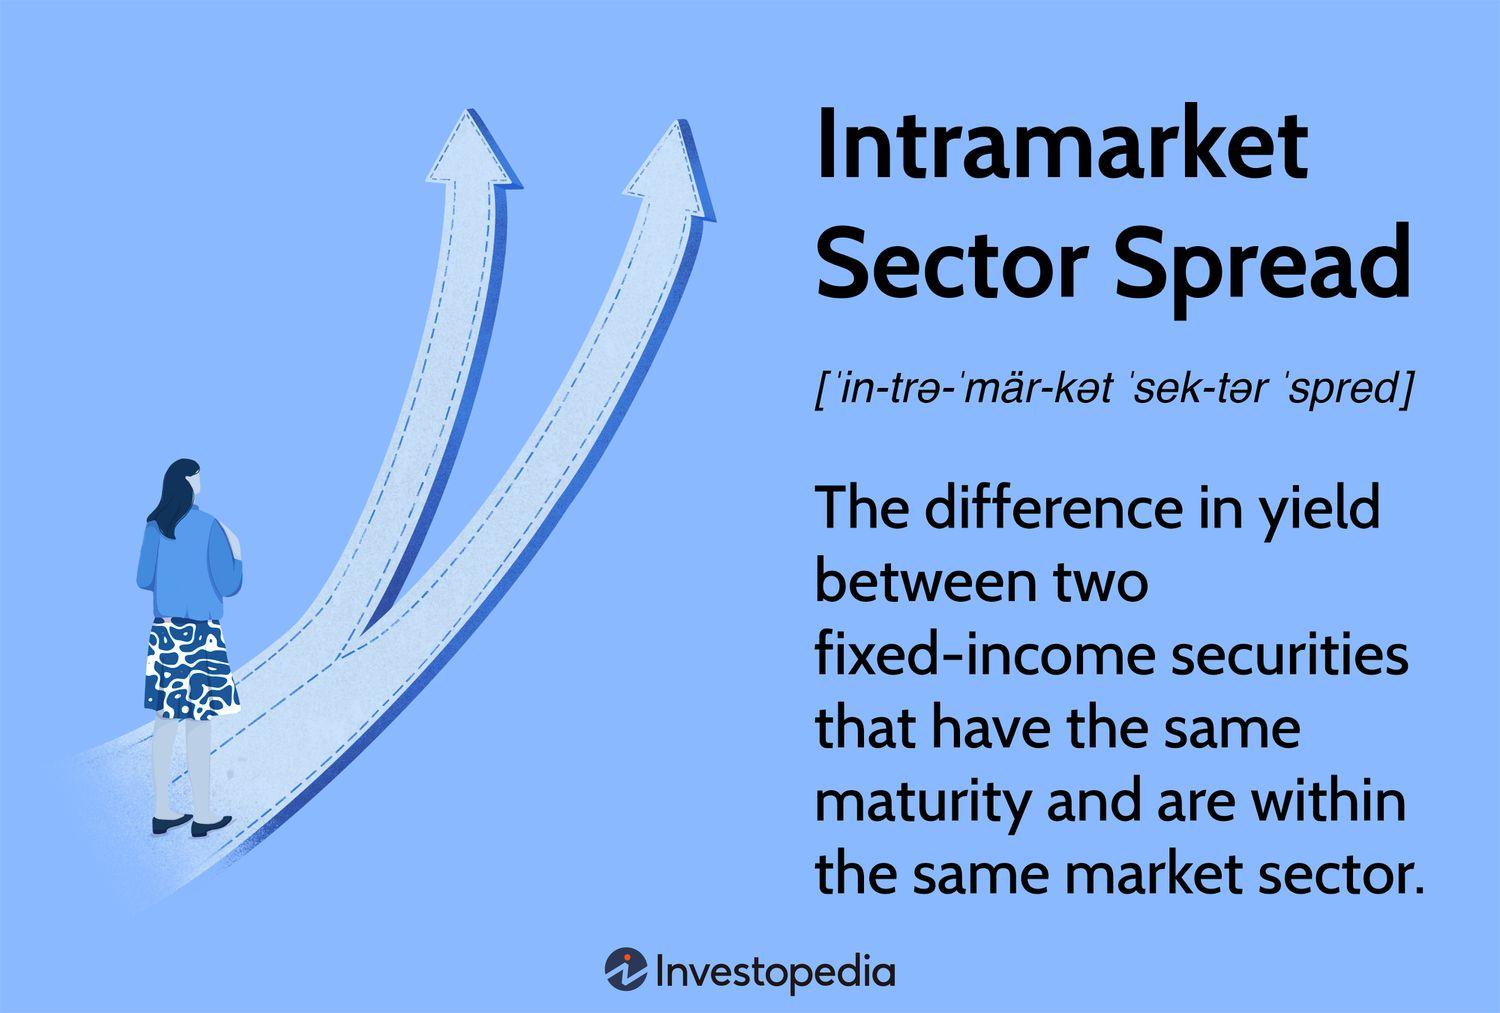 Intramarket
Sector Spread
[ˈin-trə-ˈmär-kət ˈsek-tər ˈspred]
The difference in yield
between two
fixed-income securities
that have the same
maturity and are within
the same market sector.
Investopedia